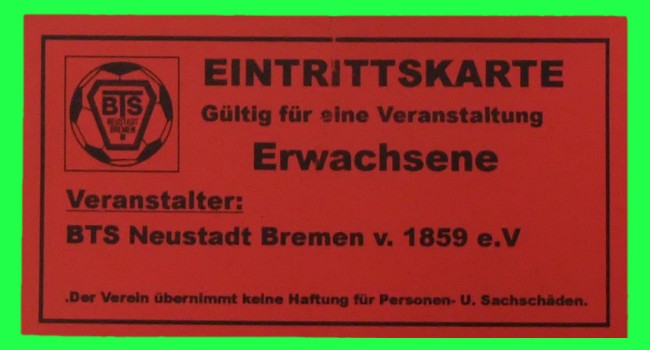 BTS
NEUSTADT
BREMEN
EINTRITTSKARTE
Gültig für eine Veranstaltung
Erwachsene
Veranstalter:
BTS Neustadt Bremen v. 1859 e.V
.Der Verein übernimmt keine Haftung für Personen- U. Sachschäden.